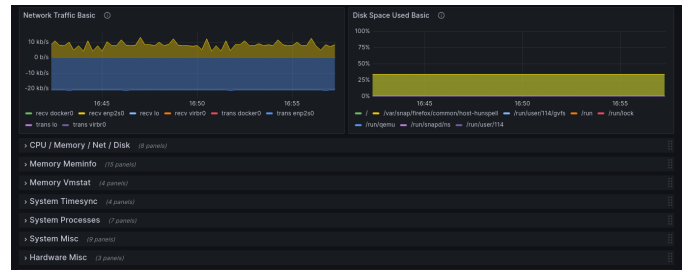 Network Traffic Basic
10 kb/s
0 b/s
-10 kb/s
-20 kb/s
16:45 16:50 16:55
recv docker0 recv enp2s0 recv lo recv virbr0 trans docker0 trans enp2s0
trans lo trans virbr0
Disk Space Used Basic
100%
75%
50%
25%
0%
16:45 16:50 16:55
/ /var/snap/firefox/common/host-hunspell /run/user/114/gvfs /run /run/lock
/run/qemu /run/snapd/ns /run/user/114
› CPU / Memory / Net / Disk (8 panels)
› Memory Meminfo (15 panels)
› Memory Vmstat (4 panels)
› System Timesync (4 panels)
› System Processes (7 panels)
› System Misc (9 panels)
› Hardware Misc (3 panels)